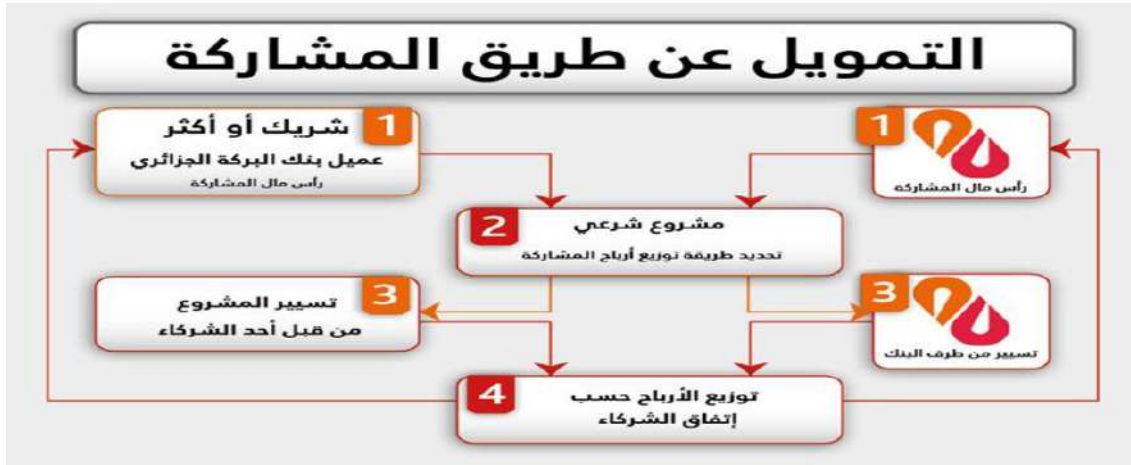 التمويل عن طريق المشاركة
1
رأس مال المشاركة
1
شريك أو أكثر
عميل بنك البركة الجزائري
رأس مال المشاركة
2
مشروع شرعي
تحديد طريقة توزيع أرباح المشاركة
3
تسيير من طرف البنك
3
تسيير المشروع
من قبل أحد الشركاء
4
توزيع الأرباح حسب
إتفاق الشركاء